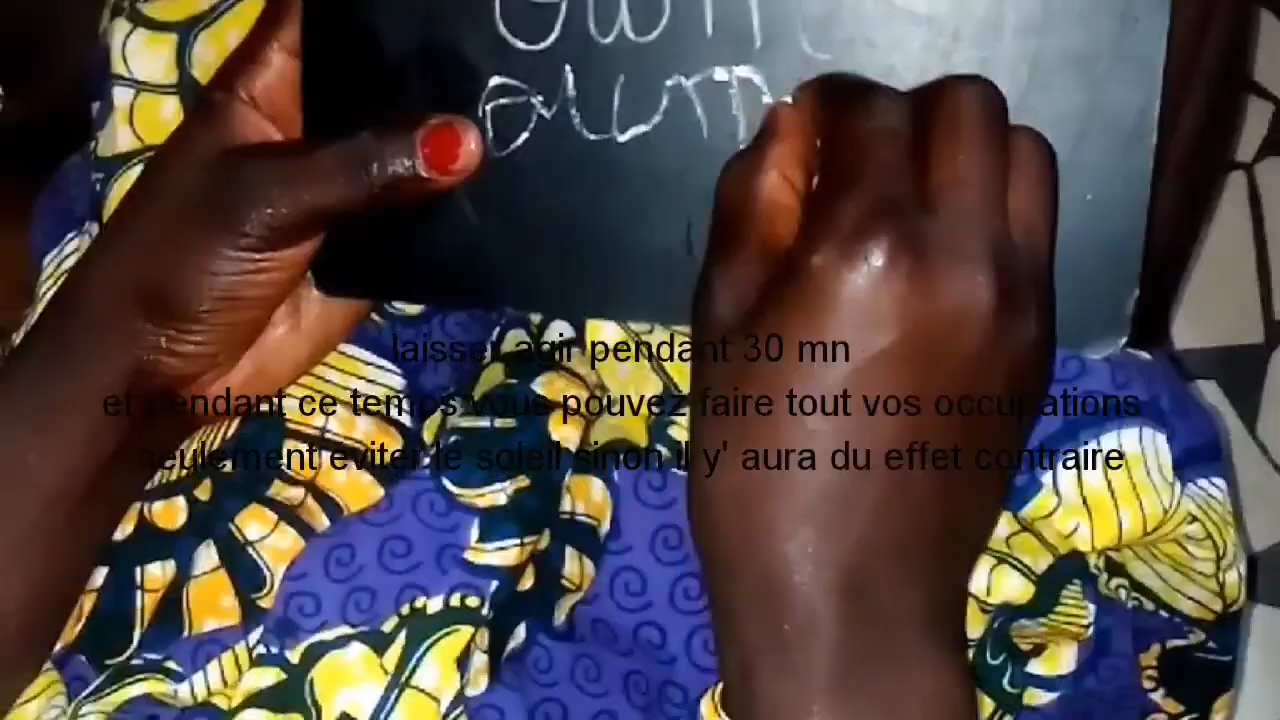 laisser agir pendant 30 mn
et pendant ce temps vous pouvez faire tout vos occupations
seulement eviter le soleil sinon il y' aura du effet contraire